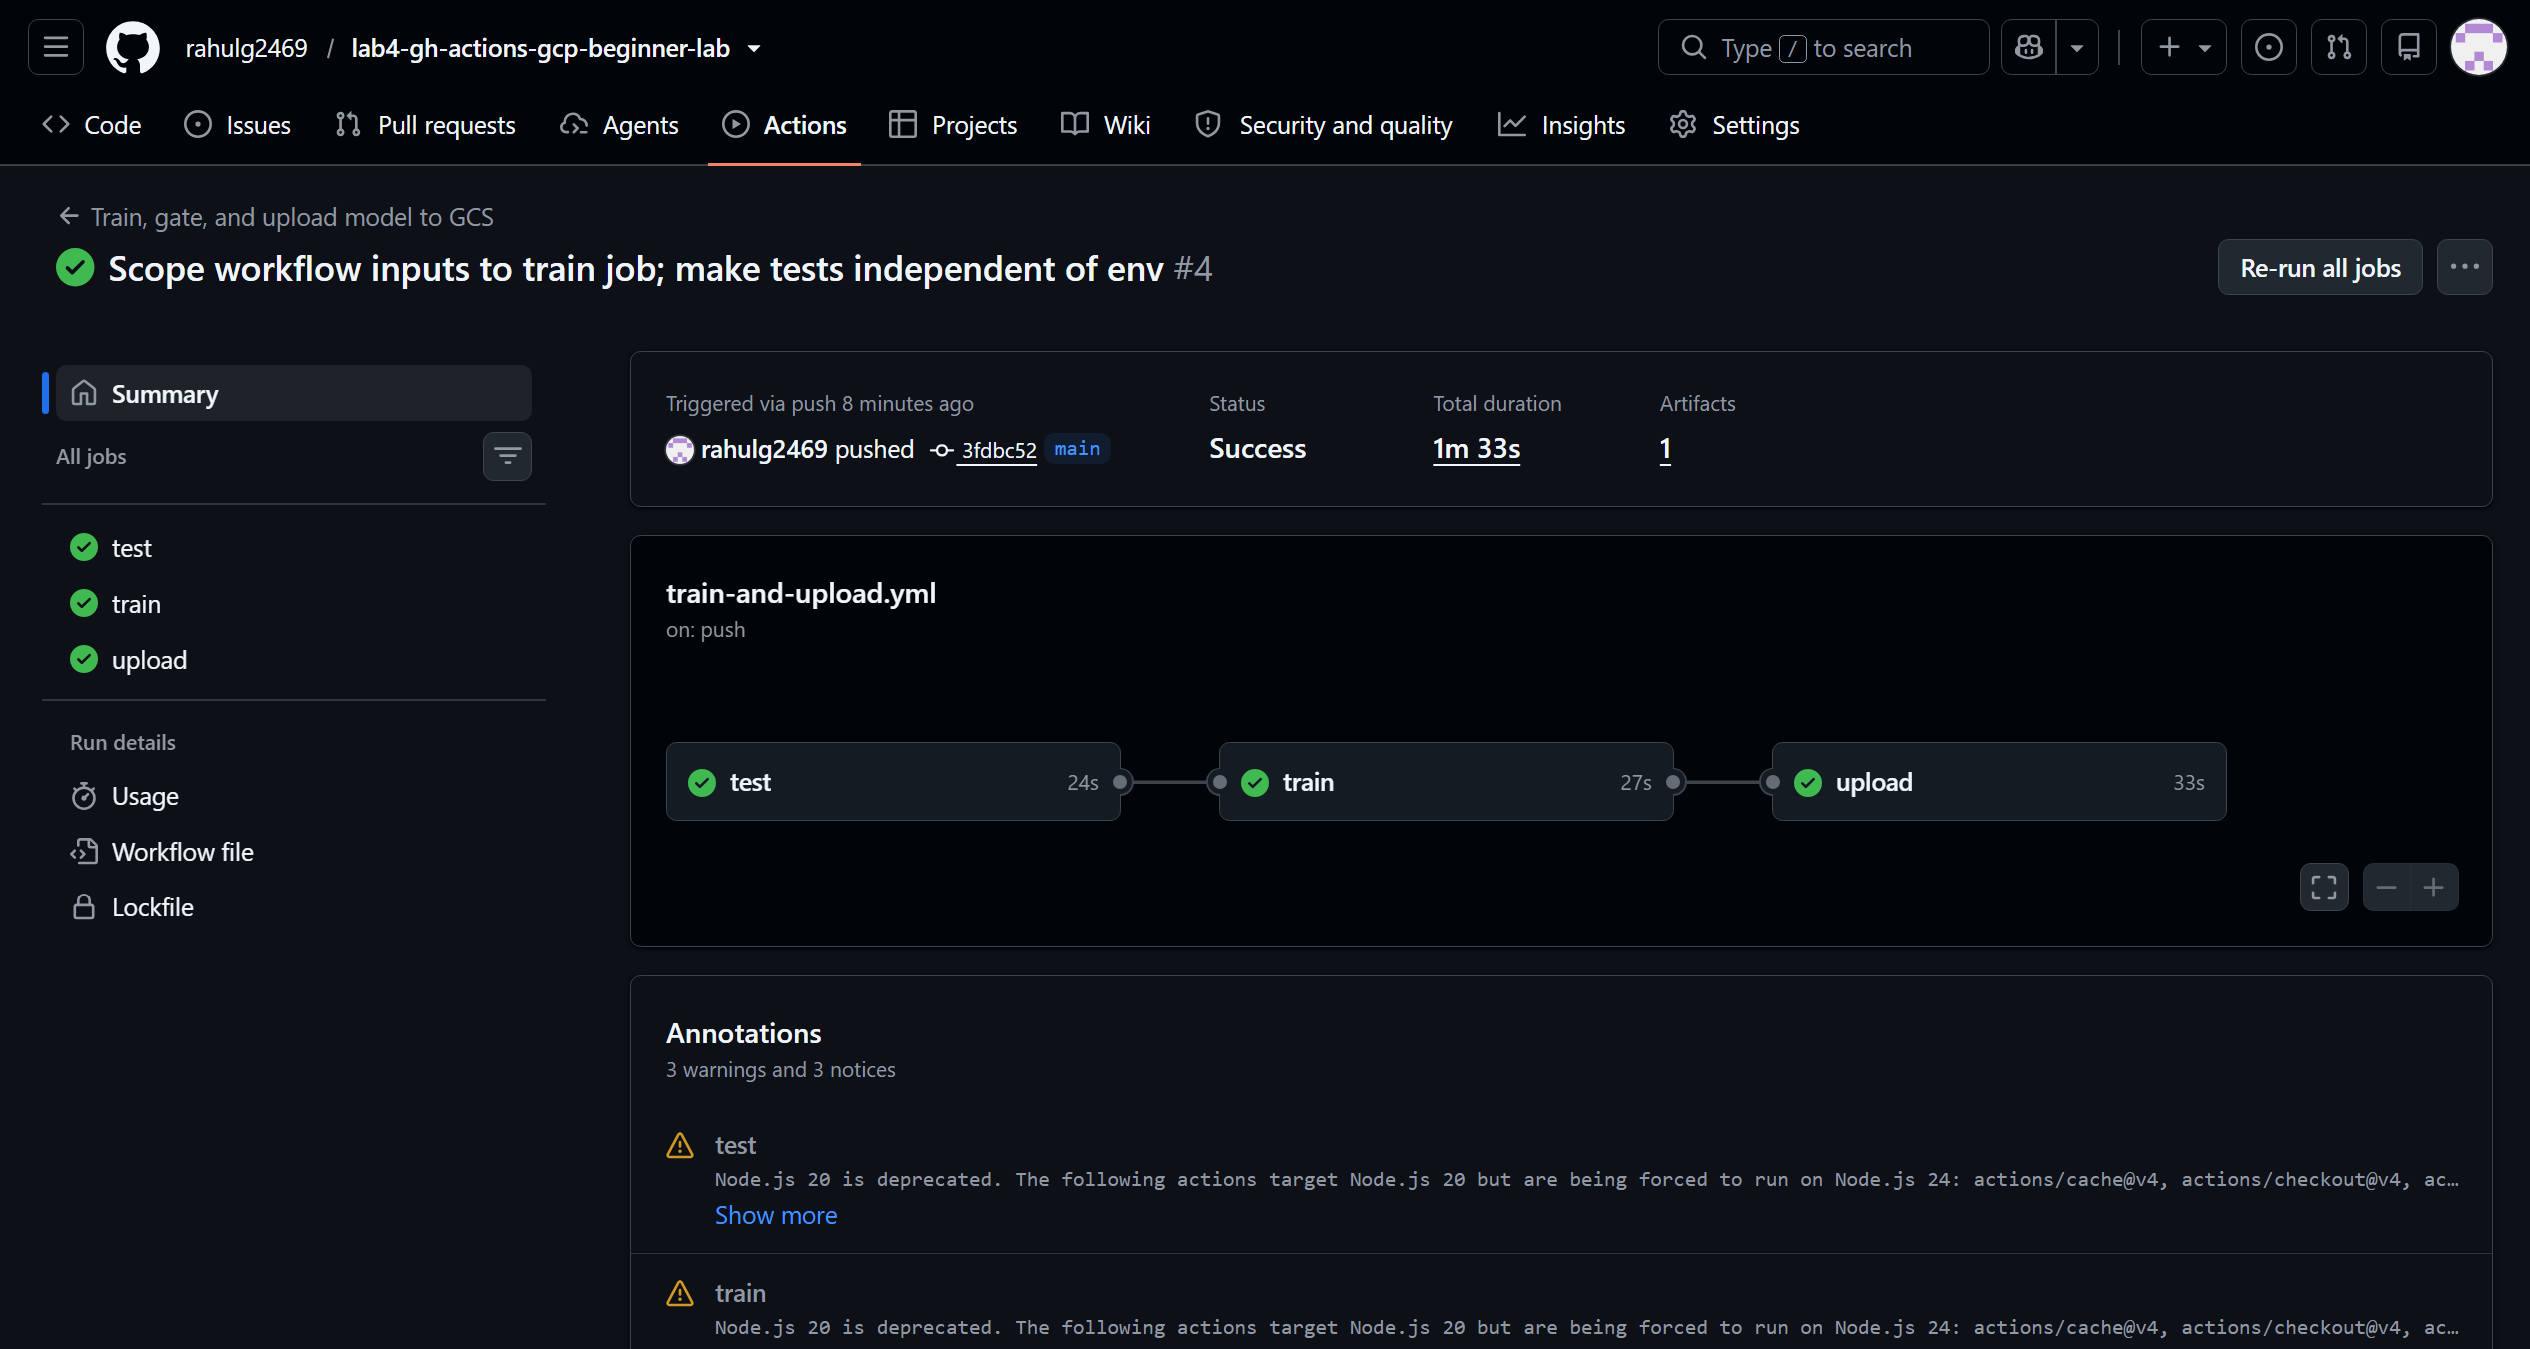 rahulg2469 / lab4-gh-actions-gcp-beginner-lab
Type / to search
Code
Issues
Pull requests
Agents
Actions
Projects
Wiki
Security and quality
Insights
Settings
Train, gate, and upload model to GCS
Scope workflow inputs to train job; make tests independent of env #4
Re-run all jobs
Summary
All jobs
test
train
upload
Run details
Usage
Workflow file
Lockfile
Triggered via push 8 minutes ago
rahulg2469 pushed 3fdbc52 main
Status
Success
Total duration
1m 33s
Artifacts
1
train-and-upload.yml
on: push
test 24s
train 27s
upload 33s
Annotations
3 warnings and 3 notices
test
Node.js 20 is deprecated. The following actions target Node.js 20 but are being forced to run on Node.js 24: actions/cache@v4, actions/checkout@v4, ac…
Show more
train
Node.js 20 is deprecated. The following actions target Node.js 20 but are being forced to run on Node.js 24: actions/cache@v4, actions/checkout@v4, ac…